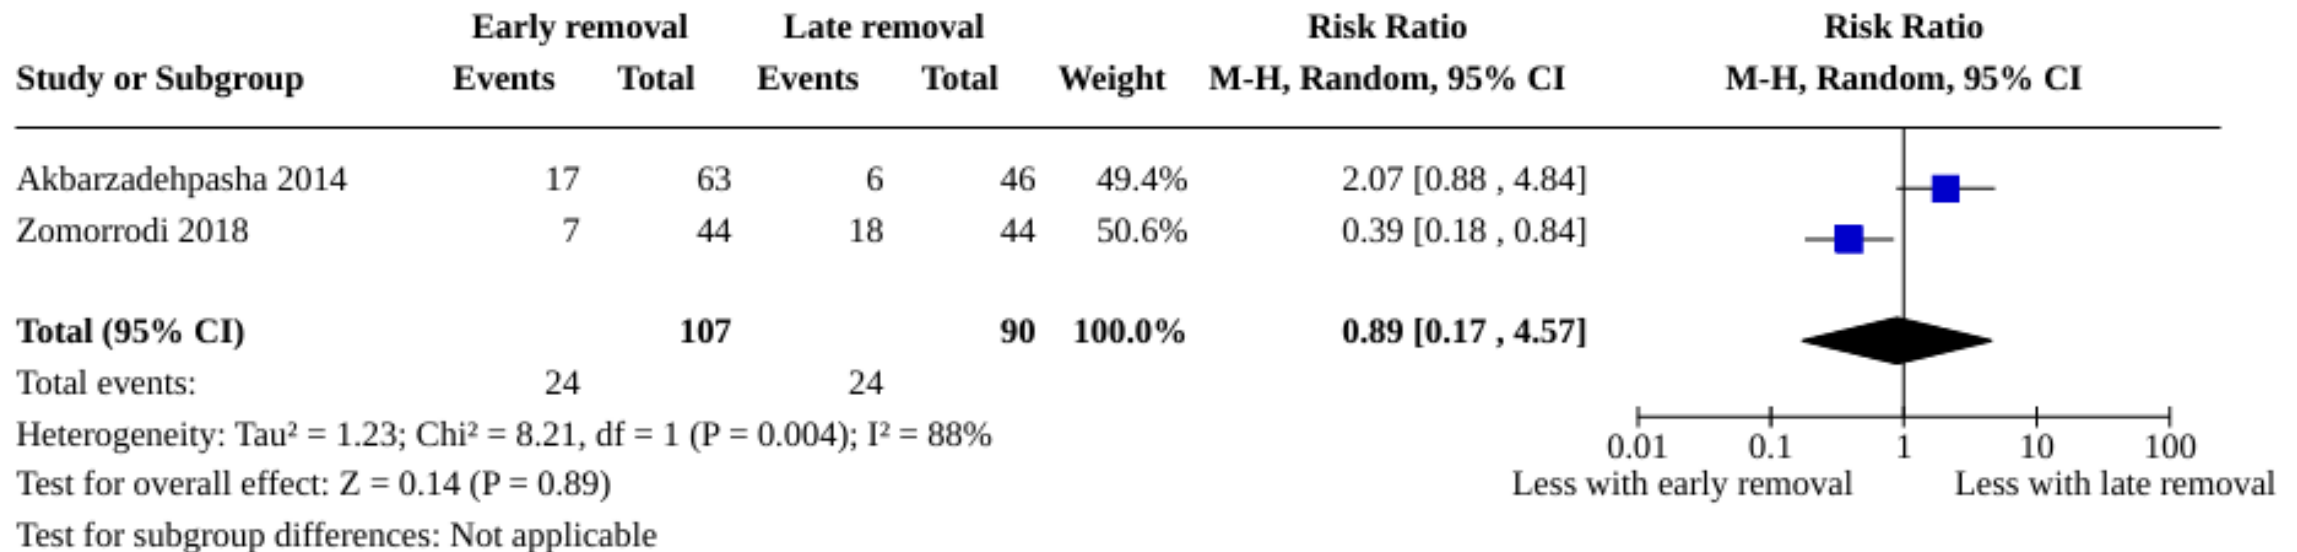 Early removal Late removal Risk Ratio Risk Ratio
Study or Subgroup Events Total Events Total Weight M-H, Random, 95% CI M-H, Random, 95% CI
Akbarzadehpasha 2014 17 63 6 46 49.4% 2.07 [0.88 , 4.84]
Zomorrodi 2018 7 44 18 44 50.6% 0.39 [0.18 , 0.84]
Total (95% CI) 107 90 100.0% 0.89 [0.17 , 4.57]
Total events: 24 24
Heterogeneity: Tau² = 1.23; Chi² = 8.21, df = 1 (P = 0.004); I² = 88%
0.01 0.1 1 10 100
Test for overall effect: Z = 0.14 (P = 0.89) Less with early removal Less with late removal
Test for subgroup differences: Not applicable